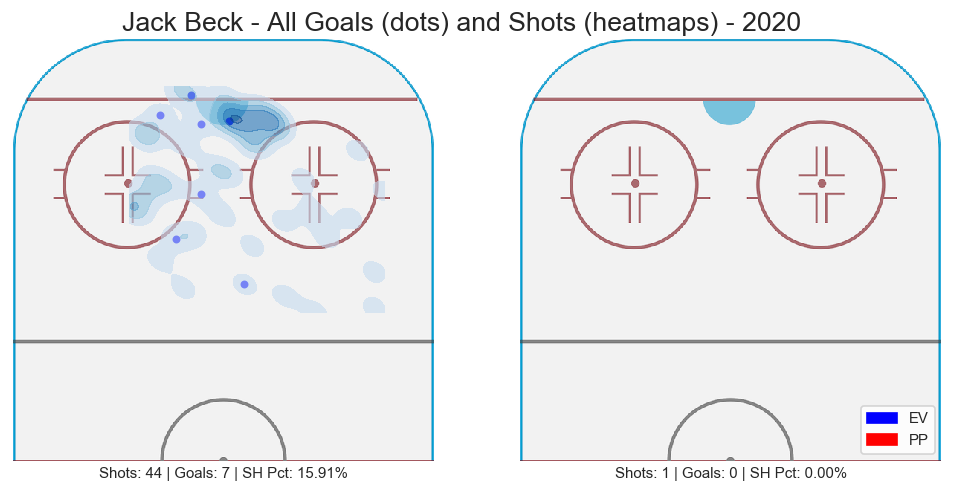 Jack Beck - All Goals (dots) and Shots (heatmaps) - 2020
EV
PP
Shots: 44 | Goals: 7 | SH Pct: 15.91%
Shots: 1 | Goals: 0 | SH Pct: 0.00%